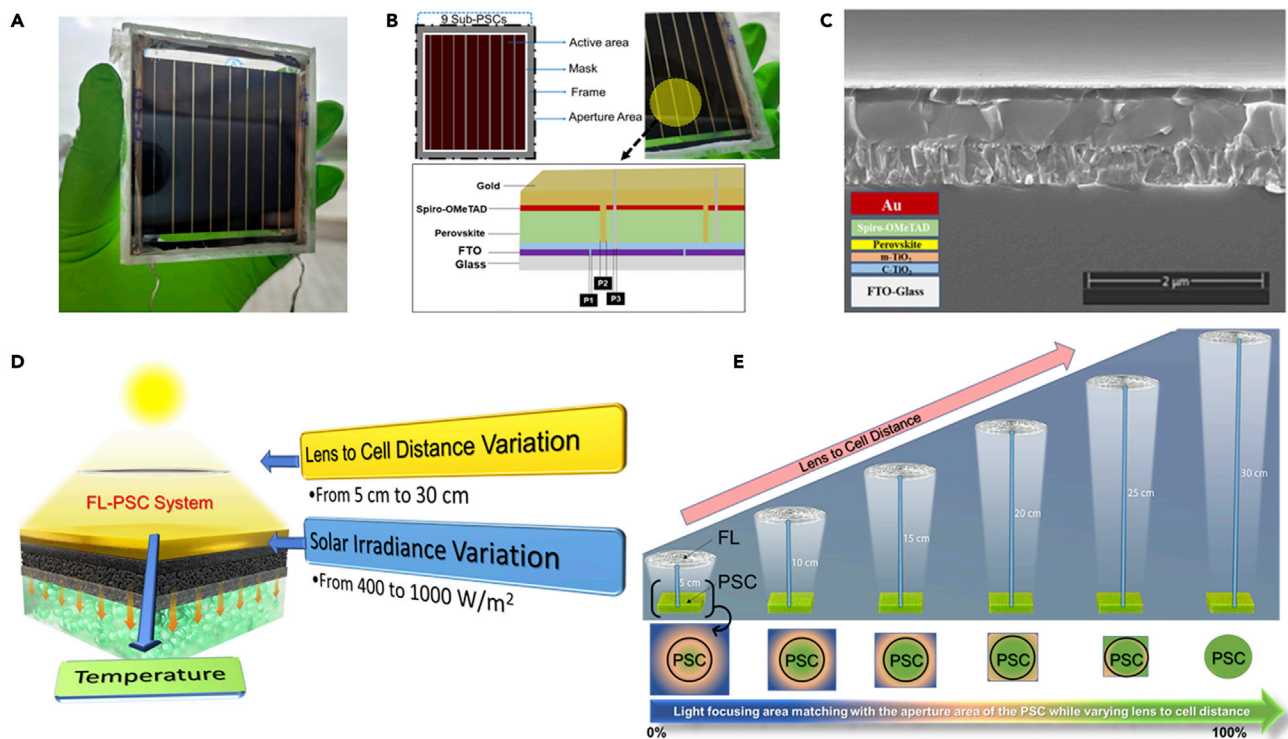 A
B
9 Sub-PSCs
Active area
Mask
Frame
Aperture Area
Gold
Spiro-OMeTAD
Perovskite
FTO
Glass
P1
P2
P3
C
Au
Spiro-OMeTAD
Perovskite
m-TiO₂
C-TiO₂
FTO-Glass
2 µm
D
Lens to Cell Distance Variation
•From 5 cm to 30 cm
FL-PSC System
Solar Irradiance Variation
•From 400 to 1000 W/m²
Temperature
E
Lens to Cell Distance
FL
PSC
5 cm
10 cm
15 cm
20 cm
25 cm
30 cm
PSC
PSC
PSC
PSC
PSC
PSC
Light focusing area matching with the aperture area of the PSC while varying lens to cell distance
0%
100%